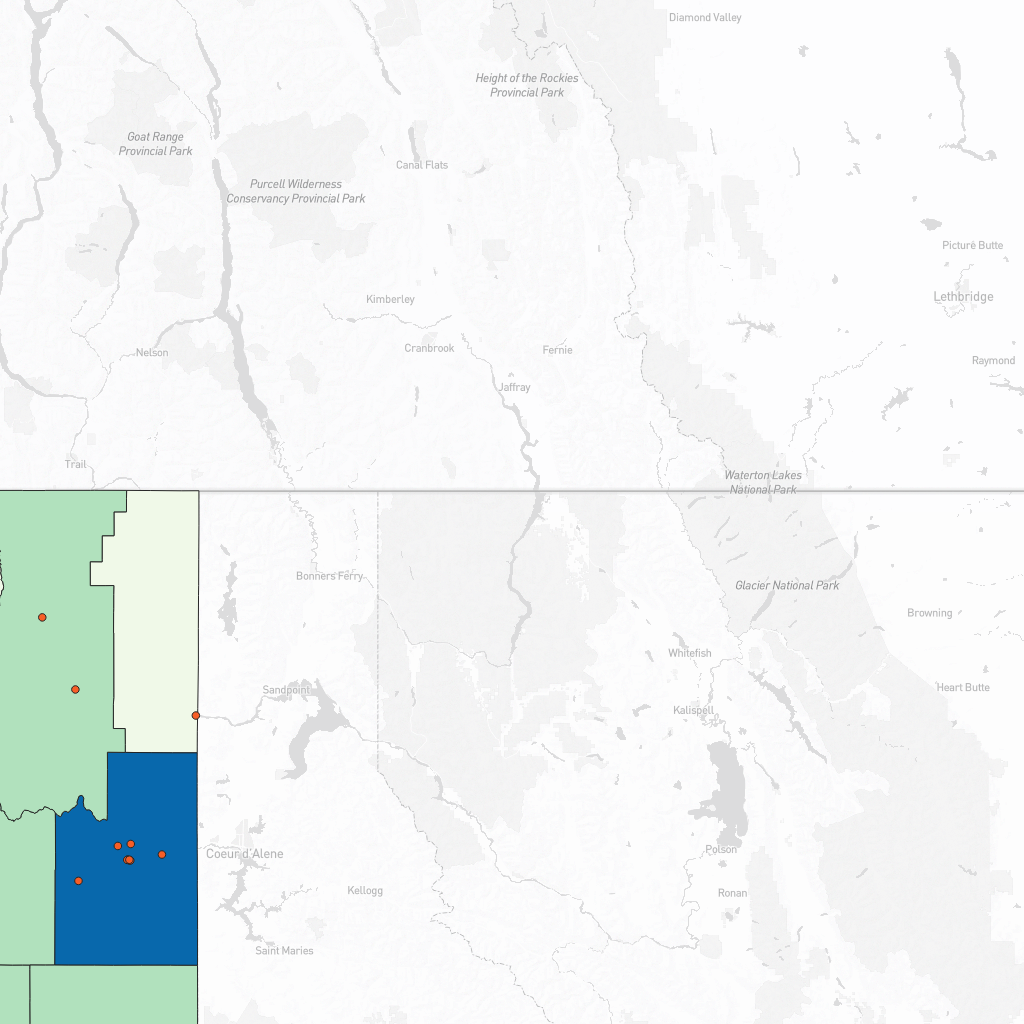 Diamond Valley
Height of the Rockies
Provincial Park
Goat Range
Provincial Park
Canal Flats
Purcell Wilderness
Conservancy Provincial Park
Picture Butte
Kimberley
Lethbridge
Nelson
Cranbrook
Fernie
Raymond
Jaffray
Trail
Waterton Lakes
National Park
Bonners Ferry
Glacier National Park
Browning
Whitefish
Sandpoint
Heart Butte
Kalispell
Coeur d'Alene
Polson
Kellogg
Ronan
Saint Maries